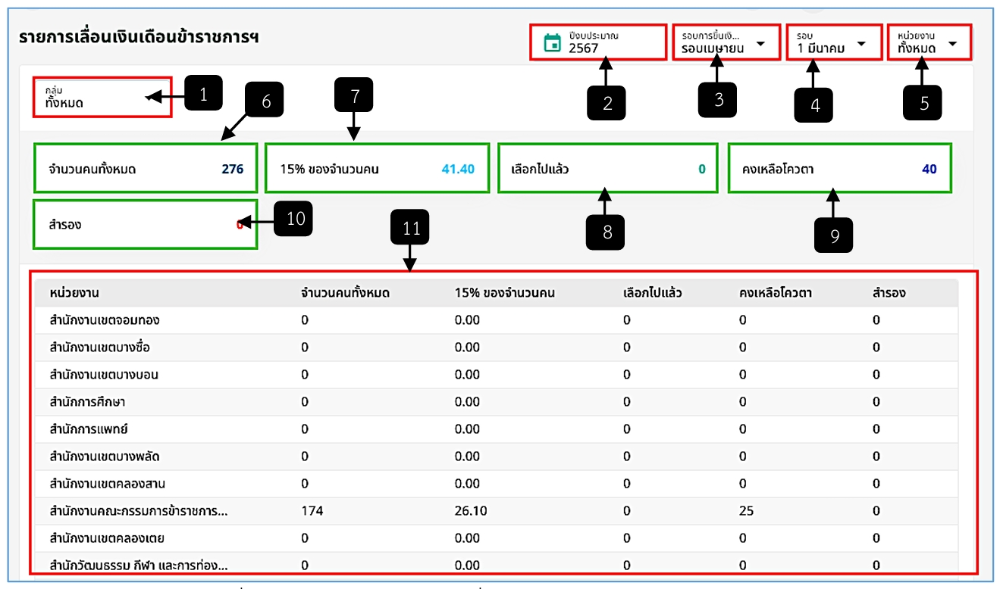 รายการเลื่อนเงินเดือนข้าราชการฯ
ปีงบประมาณ
2567
รอบการขึ้นเงิ...
รอบเมษายน
รอบ
1 มีนาคม
หน่วยงาน
ทั้งหมด
กลุ่ม
ทั้งหมด
1
6
7
2
3
4
5
จำนวนคนทั้งหมด 276
15% ของจำนวนคน 41.40
เลือกไปแล้ว 0
คงเหลือโควตา 40
สำรอง 0
10
11
8
9
หน่วยงาน จำนวนคนทั้งหมด 15% ของจำนวนคน เลือกไปแล้ว คงเหลือโควตา สำรอง
สำนักงานเขตจอมทอง 0 0.00 0 0 0
สำนักงานเขตบางซื่อ 0 0.00 0 0 0
สำนักงานเขตบางบอน 0 0.00 0 0 0
สำนักการศึกษา 0 0.00 0 0 0
สำนักการแพทย์ 0 0.00 0 0 0
สำนักงานเขตบางพลัด 0 0.00 0 0 0
สำนักงานเขตคลองสาน 0 0.00 0 0 0
สำนักงานคณะกรรมการข้าราชการ... 174 26.10 0 25 0
สำนักงานเขตคลองเตย 0 0.00 0 0 0
สำนักวัฒนธรรม กีฬา และการท่อง... 0 0.00 0 0 0